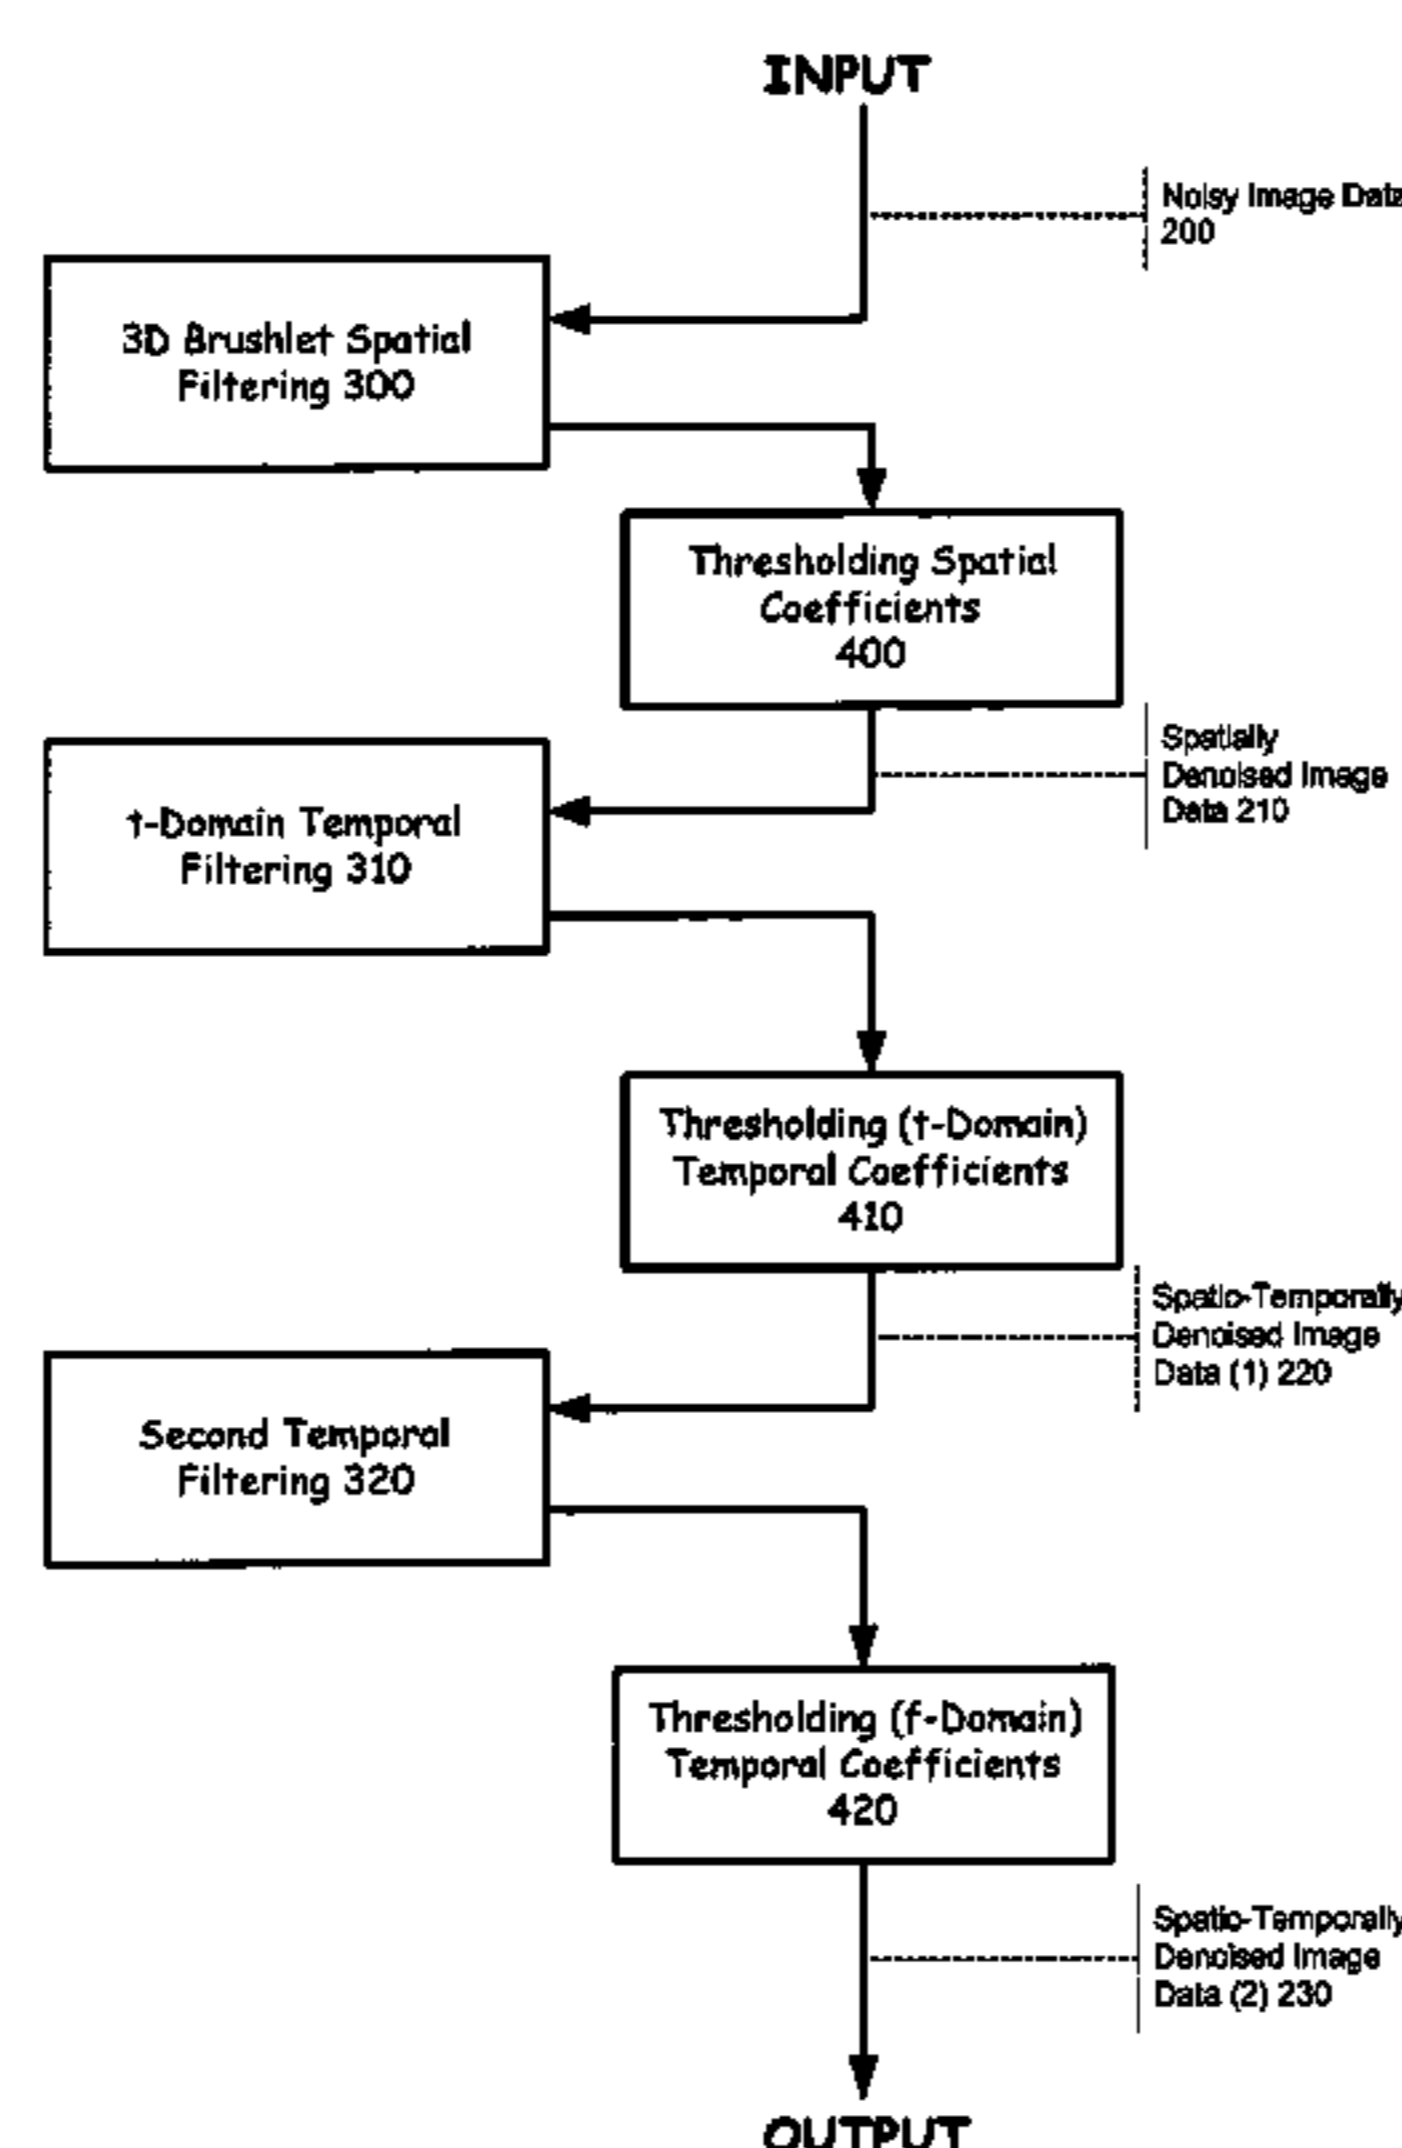 INPUT
Noisy Image Data
200
3D Brushlet Spatial
Filtering 300
Thresholding Spatial
Coefficients
400
Spatially
Denoised Image
Data 210
t-Domain Temporal
Filtering 310
Thresholding (t-Domain)
Temporal Coefficients
410
Spatio-Temporally
Denoised Image
Data (1) 220
Second Temporal
Filtering 320
Thresholding (f-Domain)
Temporal Coefficients
420
Spatio-Temporally
Denoised Image
Data (2) 230
OUTPUT